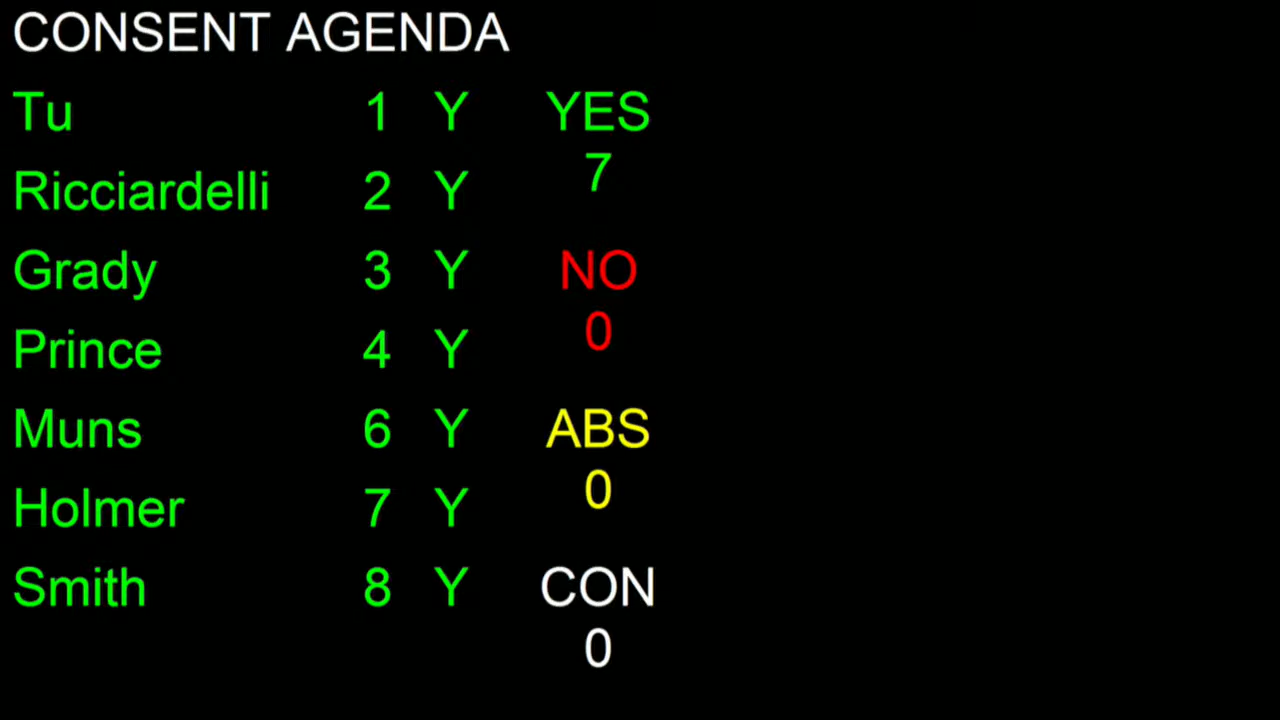 CONSENT AGENDA
Tu 1 Y YES
7
Ricciardelli 2 Y
Grady 3 Y NO
0
Prince 4 Y
Muns 6 Y ABS
0
Holmer 7 Y
Smith 8 Y CON
0